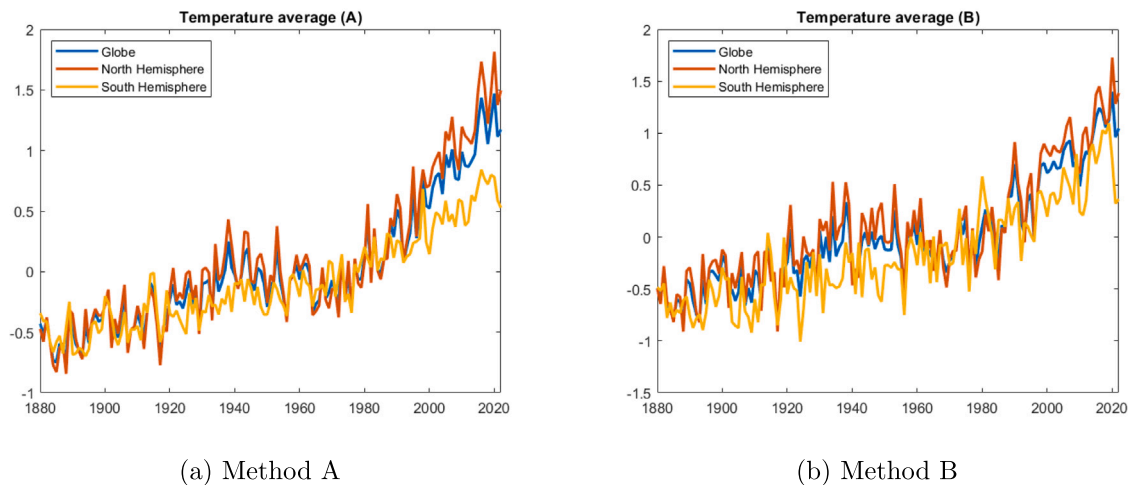 Temperature average (A)
2
1.5
1
0.5
0
-0.5
-1
Globe
North Hemisphere
South Hemisphere
1880 1900 1920 1940 1960 1980 2000 2020
(a) Method A
Temperature average (B)
2
1.5
1
0.5
0
-0.5
-1
-1.5
Globe
North Hemisphere
South Hemisphere
1880 1900 1920 1940 1960 1980 2000 2020
(b) Method B